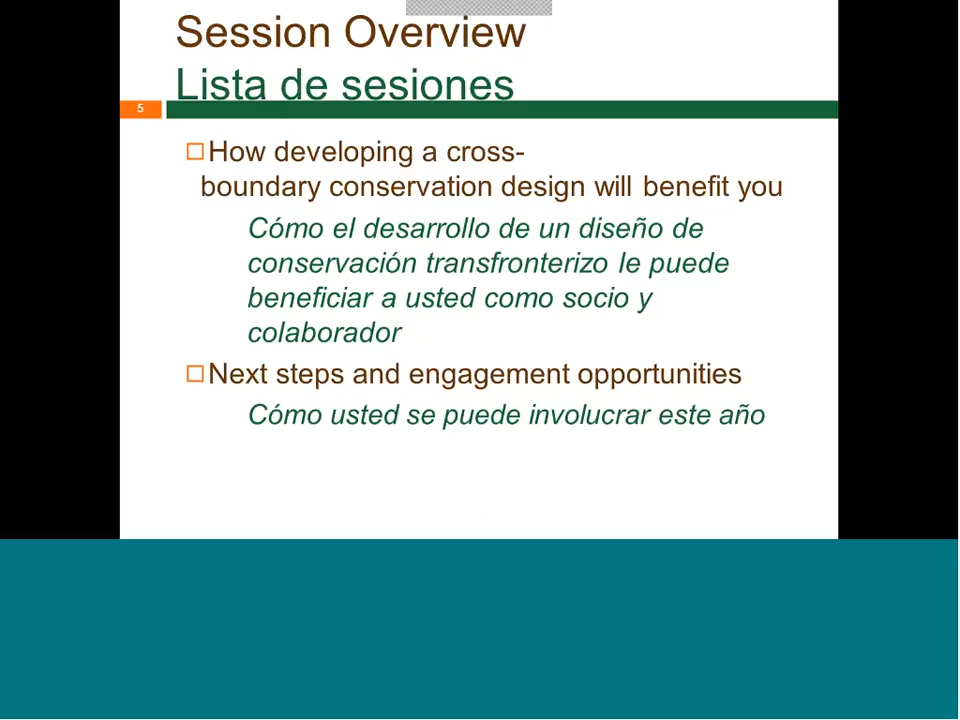 Session Overview
Lista de sesiones
5
How developing a cross-
boundary conservation design will benefit you
Cómo el desarrollo de un diseño de
conservación transfronterizo le puede
beneficiar a usted como socio y
colaborador
Next steps and engagement opportunities
Cómo usted se puede involucrar este año